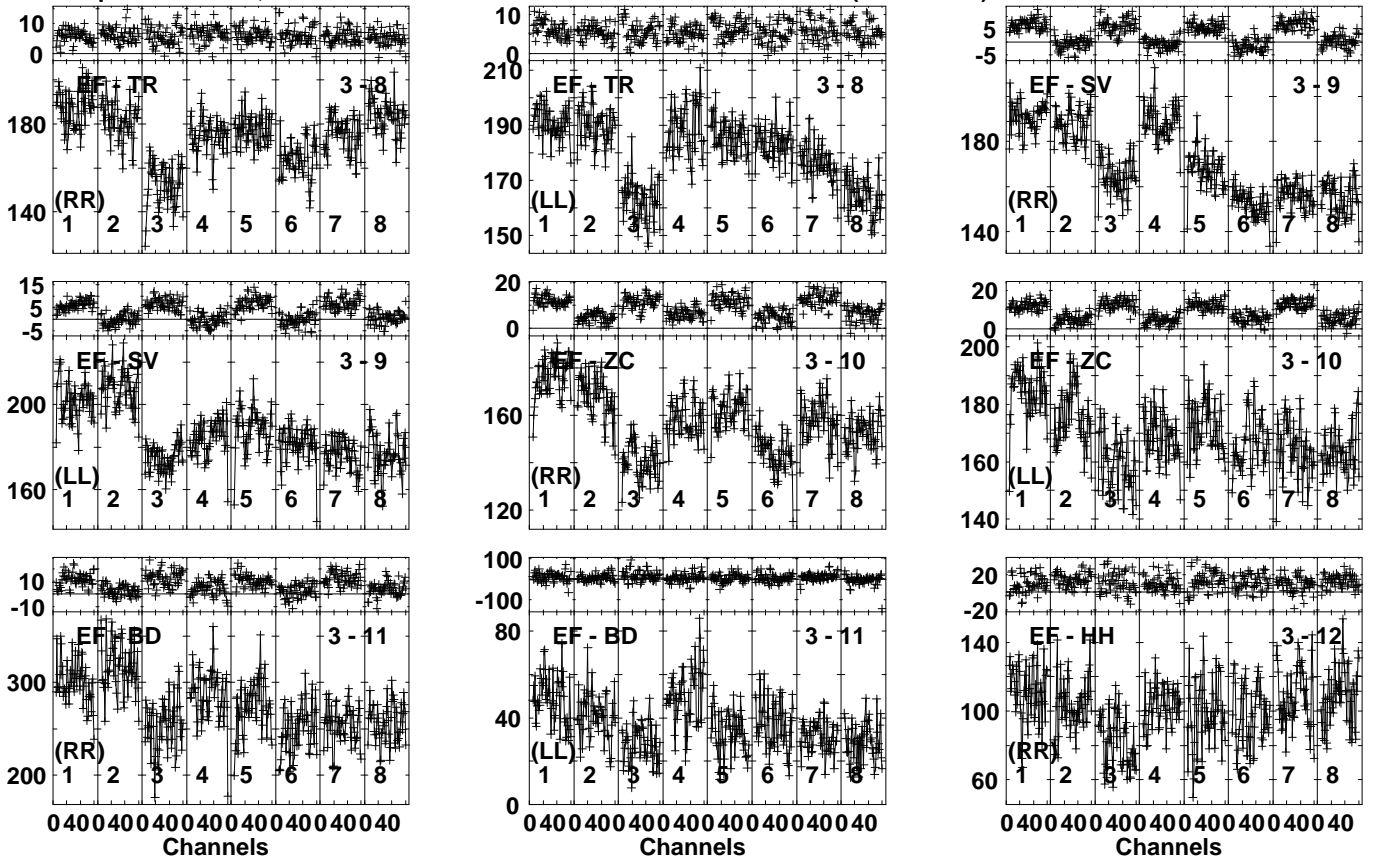 10 10 5
0 0 -5
EF - TR 3 - 8 210 EF - TR 3 - 8 EF - SV 3 - 9
180 190 180
170
140 (RR) (LL) (RR)
150 140
1 2 3 4 5 6 7 8 1 2 3 4 5 6 7 8 1 2 3 4 5 6 7 8
15 20 20
5
-5 0 0
EF - SV 3 - 9 EF - ZC 3 - 10 200 EF - ZC 3 - 10
200 160 180
160 (LL) (RR) 160 (LL)
120 140
1 2 3 4 5 6 7 8 1 2 3 4 5 6 7 8 1 2 3 4 5 6 7 8
10 100 20
-10 -100 -20
EF - BD 3 - 11 80 EF - BD 3 - 11 140 EF - HH 3 - 12
300 40 100
200 (RR) (LL) 60 (RR)
0
1 2 3 4 5 6 7 8 1 2 3 4 5 6 7 8 1 2 3 4 5 6 7 8
0 40 0 40 0 40 0 40 0 40 0 40 0 40 0 40 0 40 0 40 0 40 0 40 0 40 0 40 0 40 0 40 0 40 0 40 0 40 0 40 0 40 0 40 0 40 0 40
Channels Channels Channels